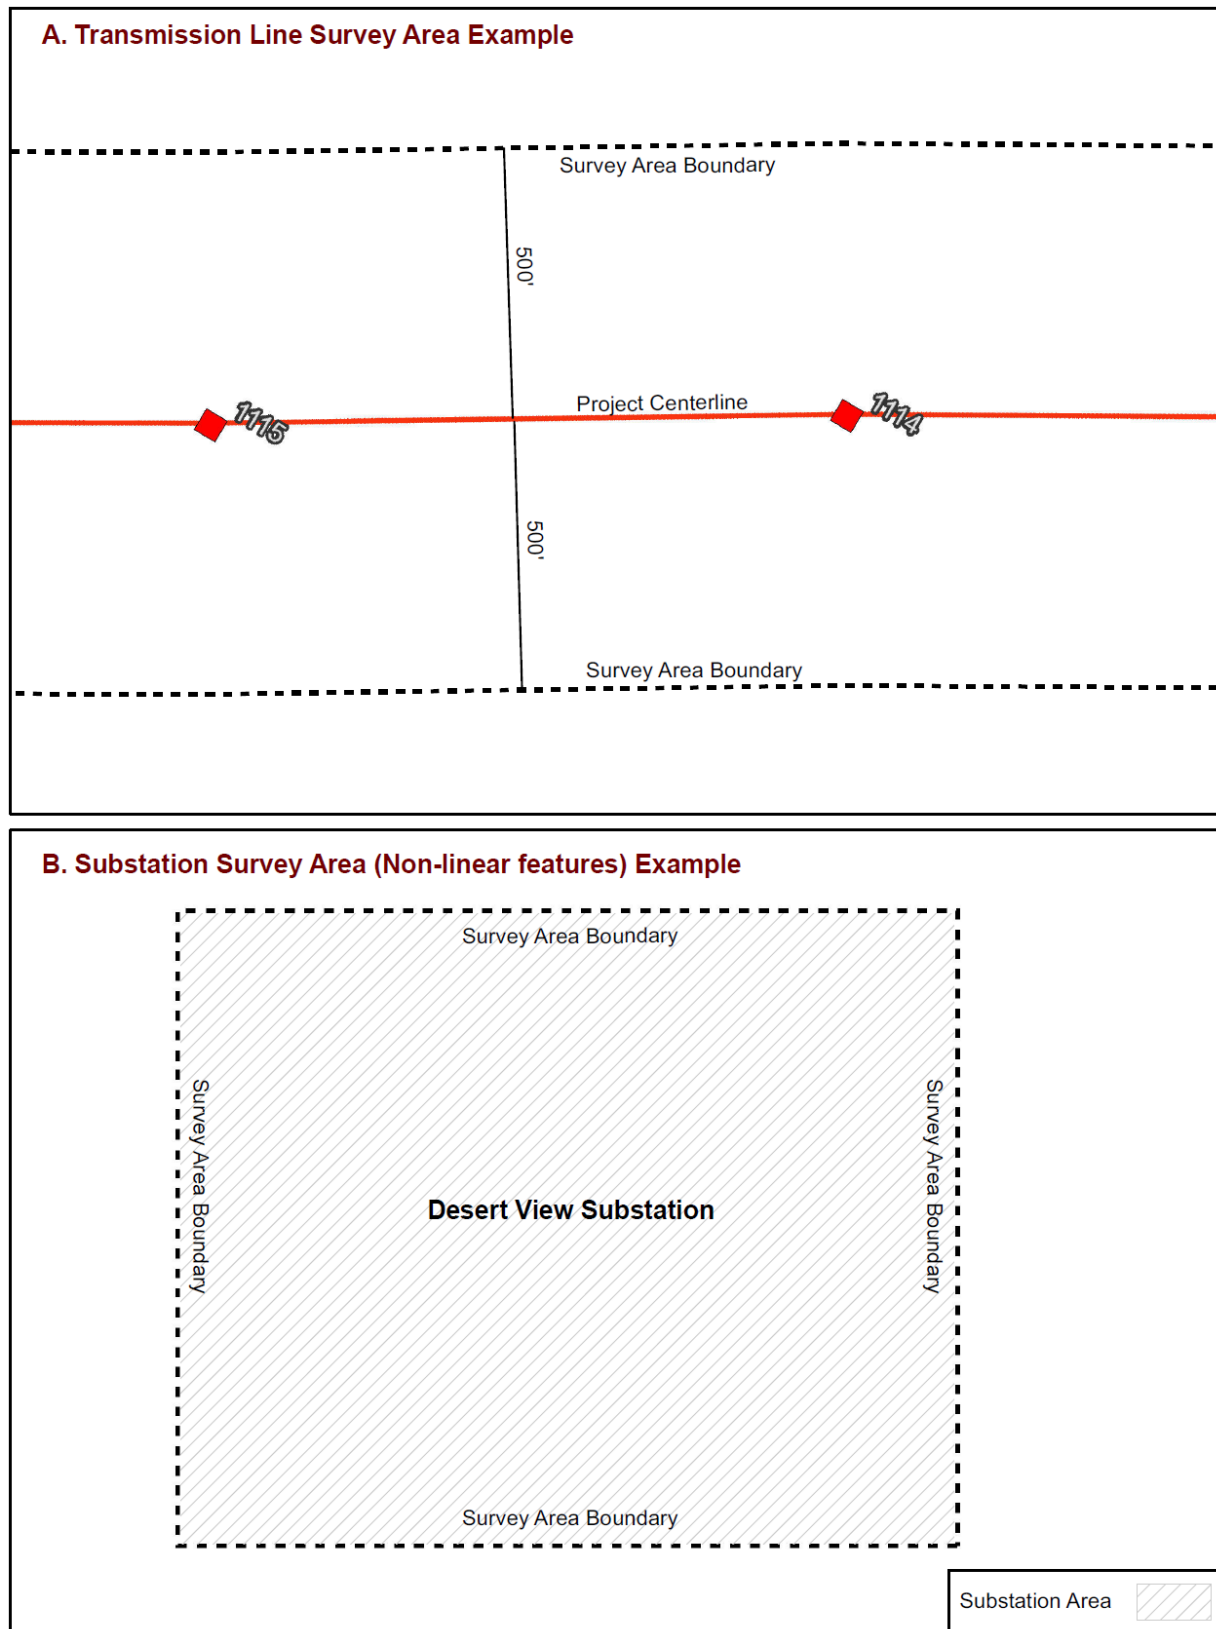 A. Transmission Line Survey Area Example
Survey Area Boundary
500'
Project Centerline
1115
1114
500'
Survey Area Boundary
B. Substation Survey Area (Non-linear features) Example
Survey Area Boundary
Survey Area Boundary
Survey Area Boundary
Desert View Substation
Survey Area Boundary
Substation Area